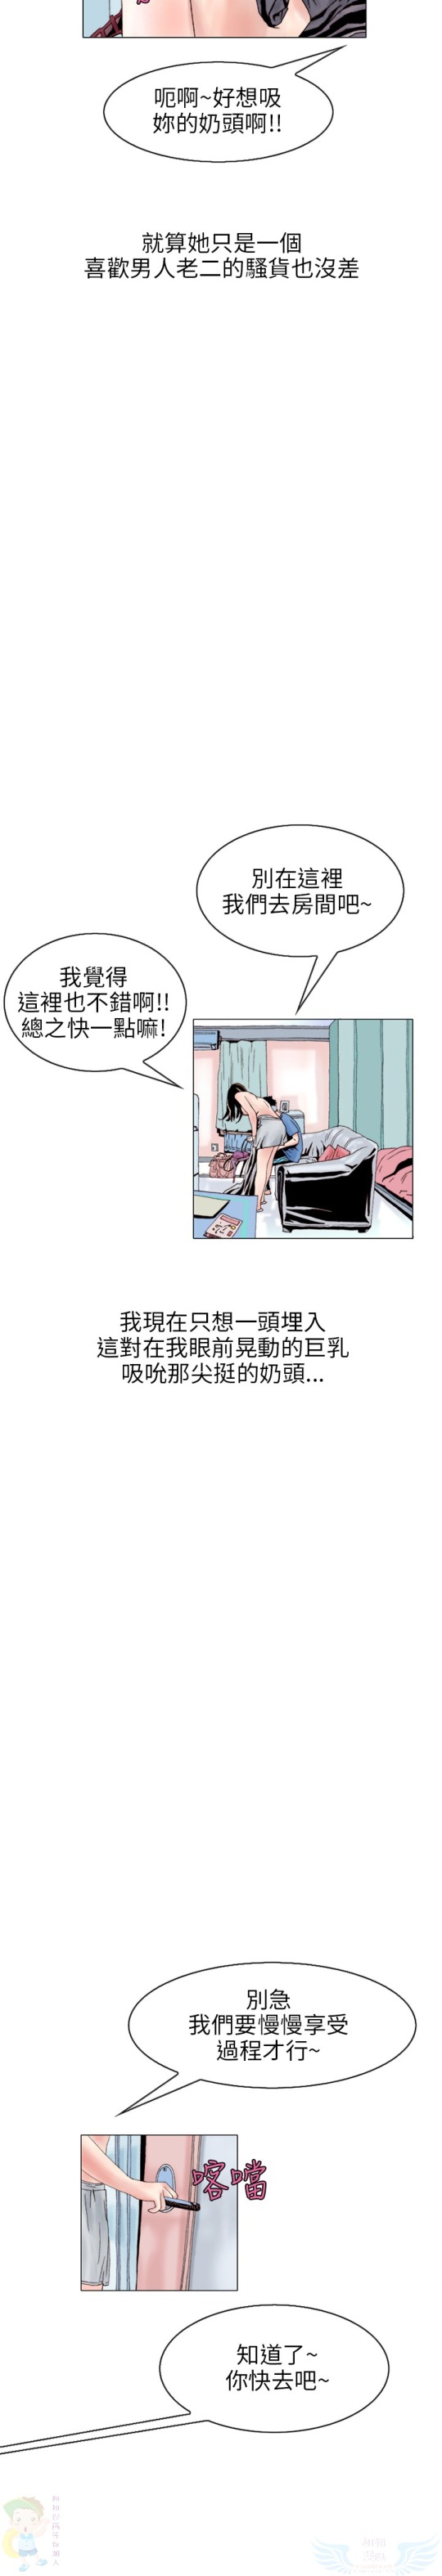 呃啊~好想吸
妳的奶頭啊!!
就算她只是一個
喜歡男人老二的騷貨也沒差
別在這裡
我們去房間吧~
我覺得
這裡也不錯啊!!
總之快一點嘛!
我現在只想一頭埋入
這對在我眼前晃動的巨乳
吸吮那尖挺的奶頭...
別急
我們要慢慢享受
過程才行~
喀噹
知道了~
你快去吧~